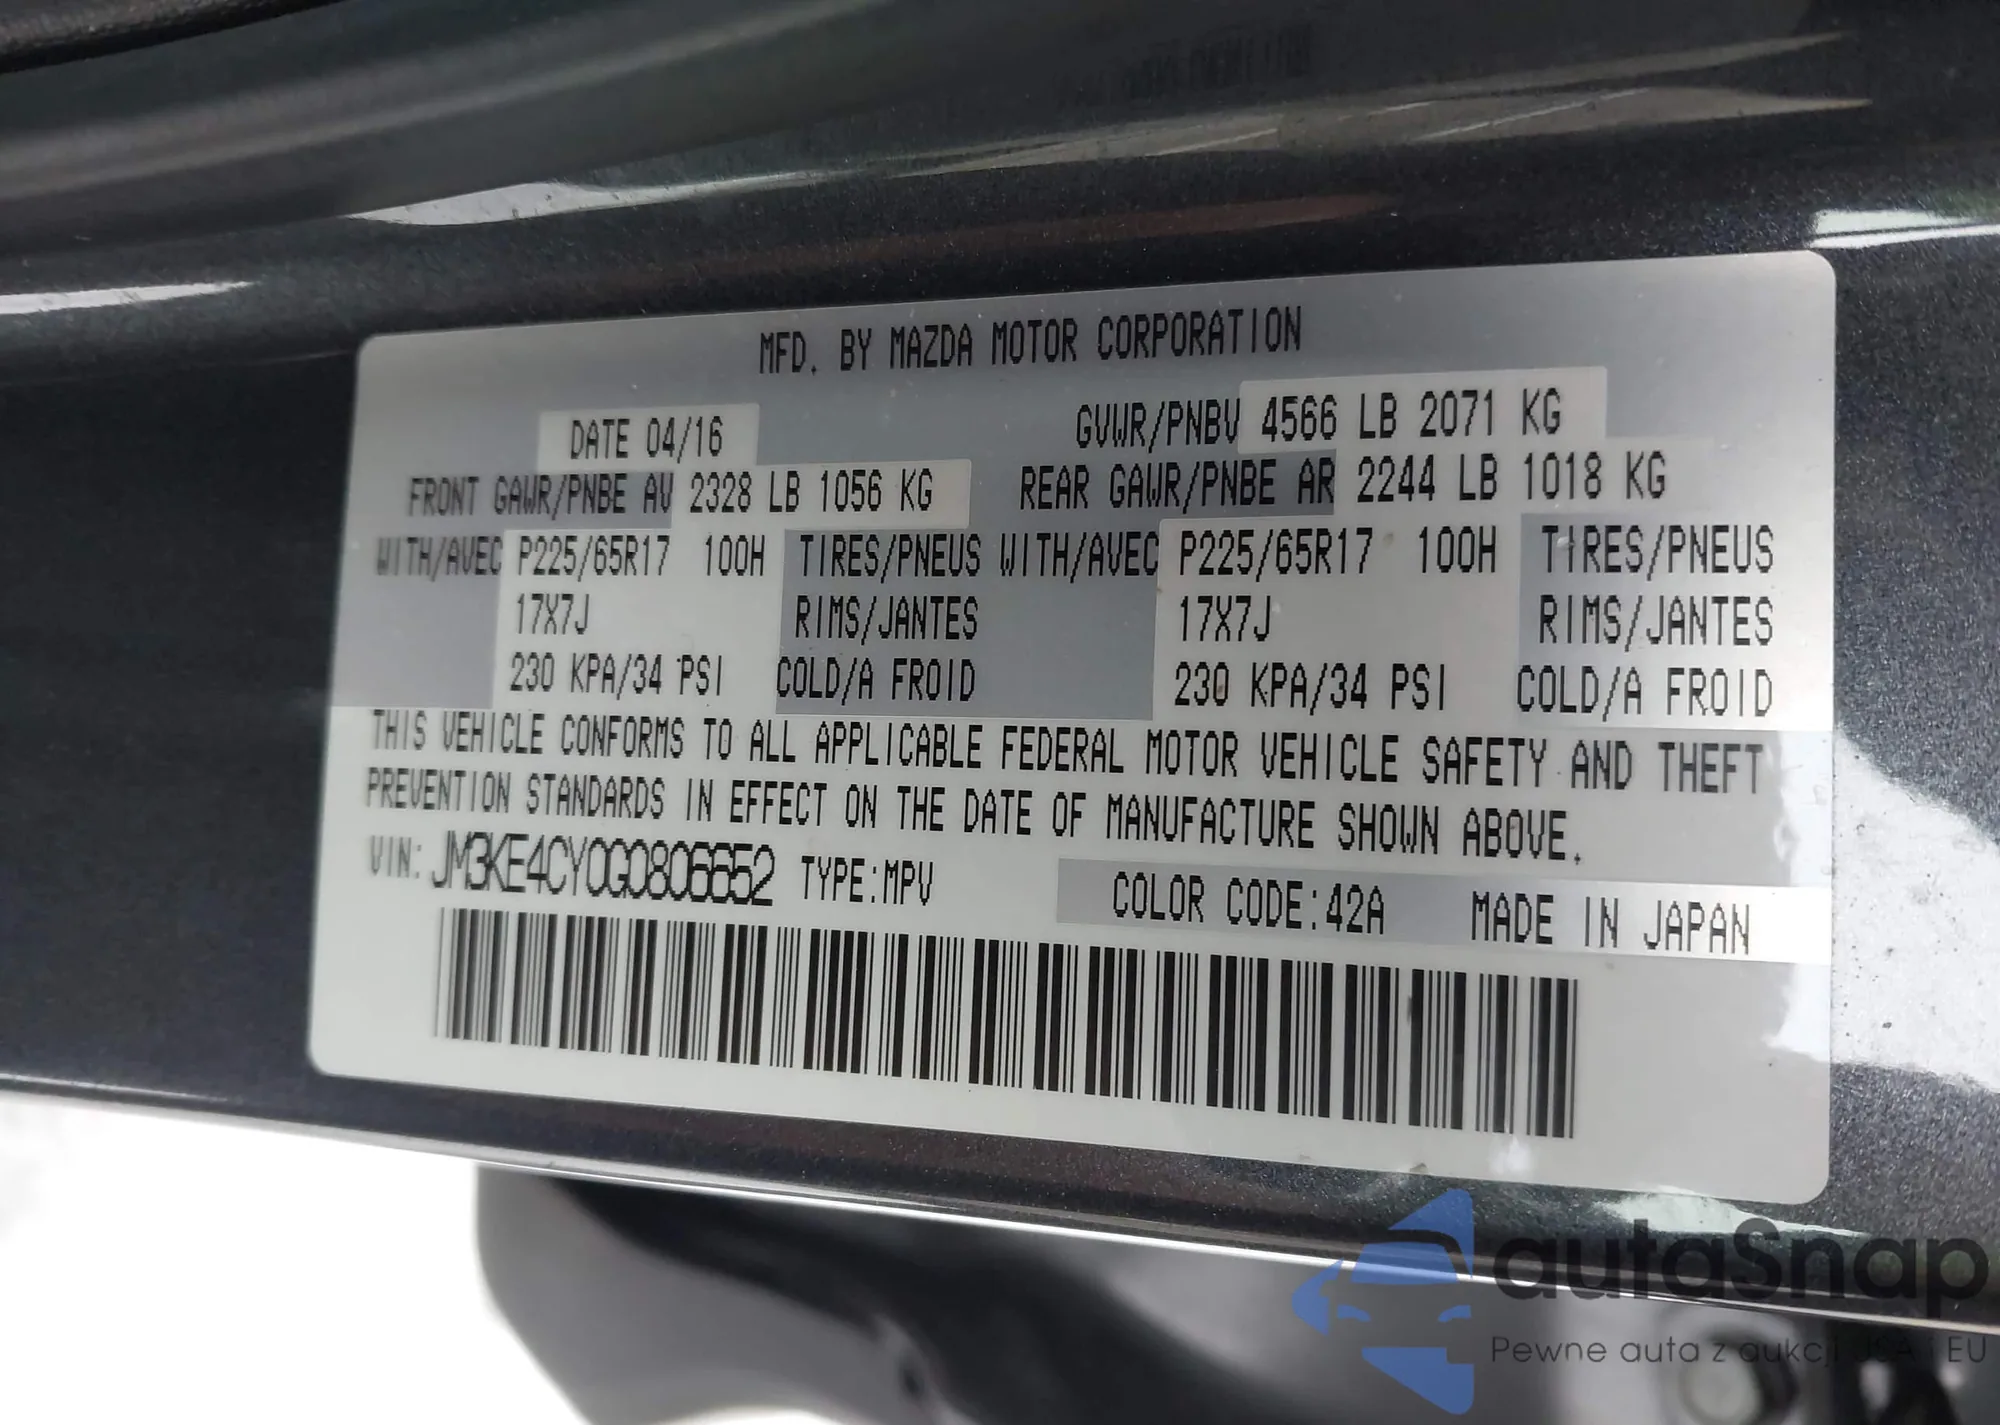 MFD. BY MAZDA MOTOR CORPORATION
DATE 04/16 GVWR/PNBV 4566 LB 2071 KG
FRONT GAWR/PNBE AV 2328 LB 1056 KG REAR GAWR/PNBE AR 2244 LB 1018 KG
WITH/AVEC P225/65R17 100H TIRES/PNEUS WITH/AVEC P225/65R17 100H TIRES/PNEUS
17X7J RIMS/JANTES 17X7J RIMS/JANTES
230 KPA/34 PSI COLD/A FROID 230 KPA/34 PSI COLD/A FROID
THIS VEHICLE CONFORMS TO ALL APPLICABLE FEDERAL MOTOR VEHICLE SAFETY AND THEFT
PREVENTION STANDARDS IN EFFECT ON THE DATE OF MANUFACTURE SHOWN ABOVE.
VIN: JM3KE4CY0G0806652 TYPE:MPV COLOR CODE:42A MADE IN JAPAN
autaSnap
Pewne auta z aukcji USA i EU